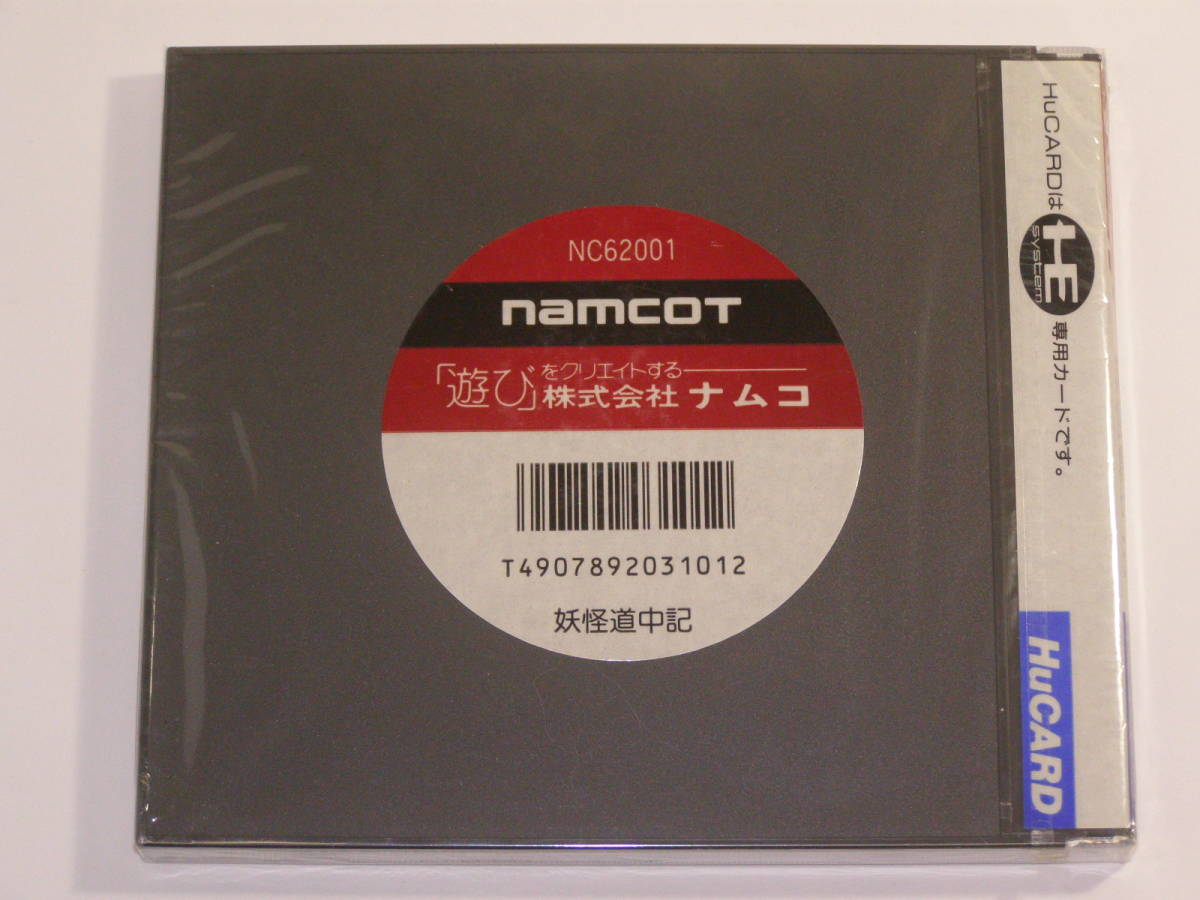 NC62001
namcoT
「遊び」をクリエイトする
株式会社 ナムコ
T4907892031012
妖怪道中記
HuCARDは HE system 専用カードです。
HuCARD